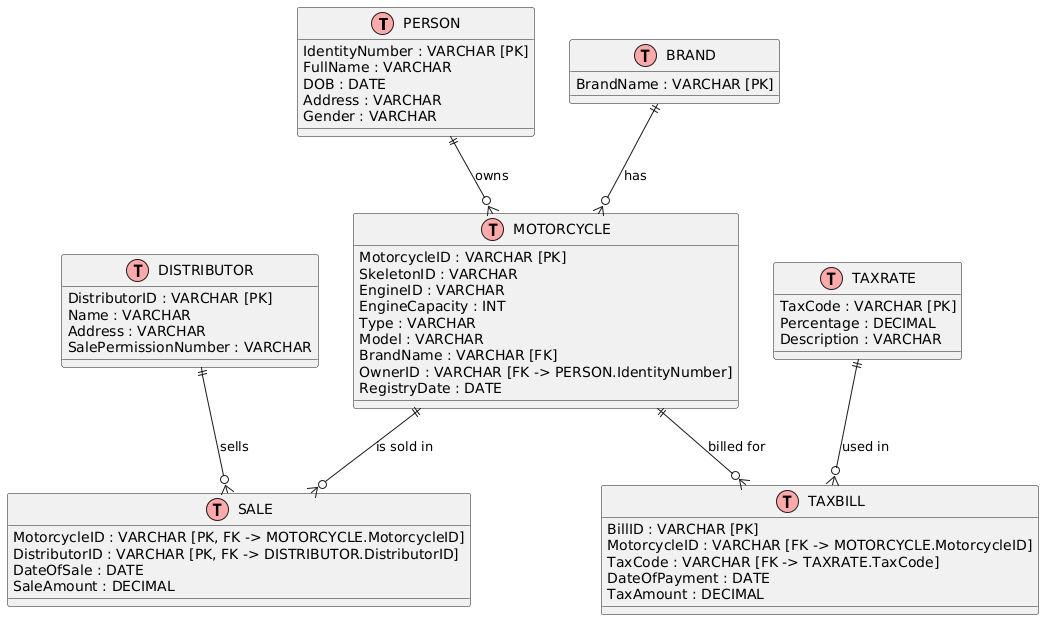 T PERSON
IdentityNumber : VARCHAR [PK]
FullName : VARCHAR
DOB : DATE
Address : VARCHAR
Gender : VARCHAR
T BRAND
BrandName : VARCHAR [PK]
owns
has
T MOTORCYCLE
MotorcycleID : VARCHAR [PK]
SkeletonID : VARCHAR
EngineID : VARCHAR
EngineCapacity : INT
Type : VARCHAR
Model : VARCHAR
BrandName : VARCHAR [FK]
OwnerID : VARCHAR [FK -> PERSON.IdentityNumber]
RegistryDate : DATE
T DISTRIBUTOR
DistributorID : VARCHAR [PK]
Name : VARCHAR
Address : VARCHAR
SalePermissionNumber : VARCHAR
T TAXRATE
TaxCode : VARCHAR [PK]
Percentage : DECIMAL
Description : VARCHAR
sells
is sold in
billed for
used in
T SALE
MotorcycleID : VARCHAR [PK, FK -> MOTORCYCLE.MotorcycleID]
DistributorID : VARCHAR [PK, FK -> DISTRIBUTOR.DistributorID]
DateOfSale : DATE
SaleAmount : DECIMAL
T TAXBILL
BillID : VARCHAR [PK]
MotorcycleID : VARCHAR [FK -> MOTORCYCLE.MotorcycleID]
TaxCode : VARCHAR [FK -> TAXRATE.TaxCode]
DateOfPayment : DATE
TaxAmount : DECIMAL